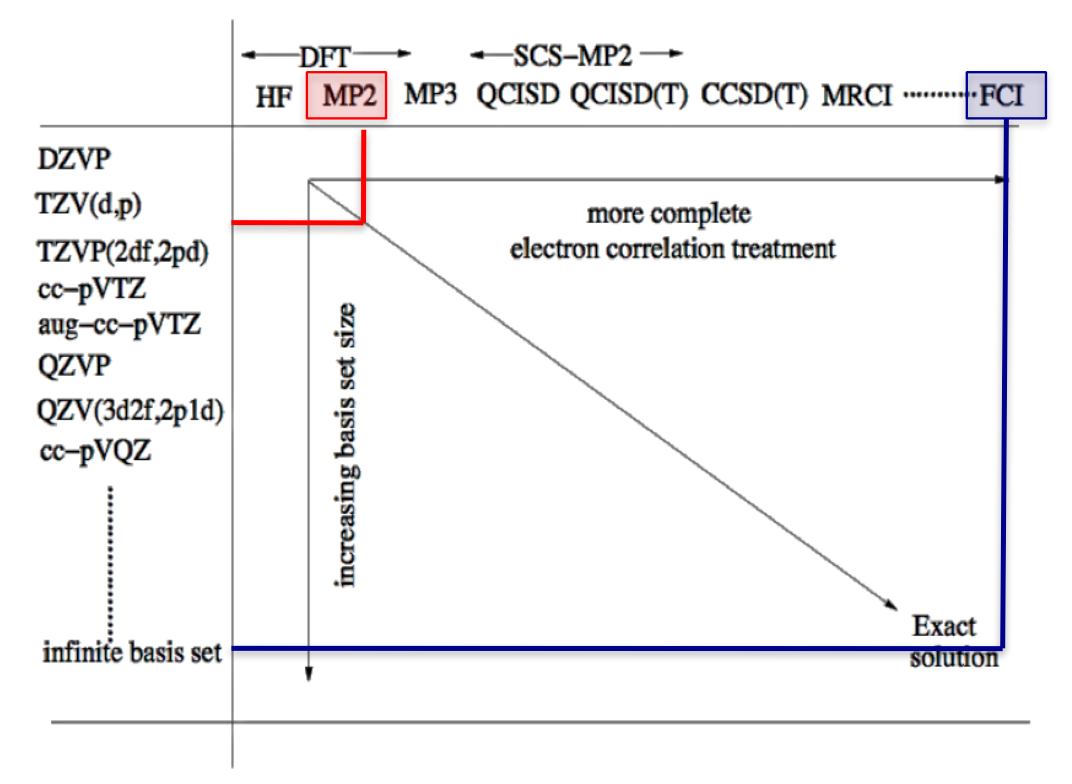 DFT SCS–MP2
HF MP2 MP3 QCISD QCISD(T) CCSD(T) MRCI FCI
DZVP
TZV(d,p)
TZVP(2df,2pd)
cc–pVTZ
aug–cc–pVTZ
QZVP
QZV(3d2f,2p1d)
cc–pVQZ
infinite basis set
more complete
electron correlation treatment
increasing basis set size
Exact
solution